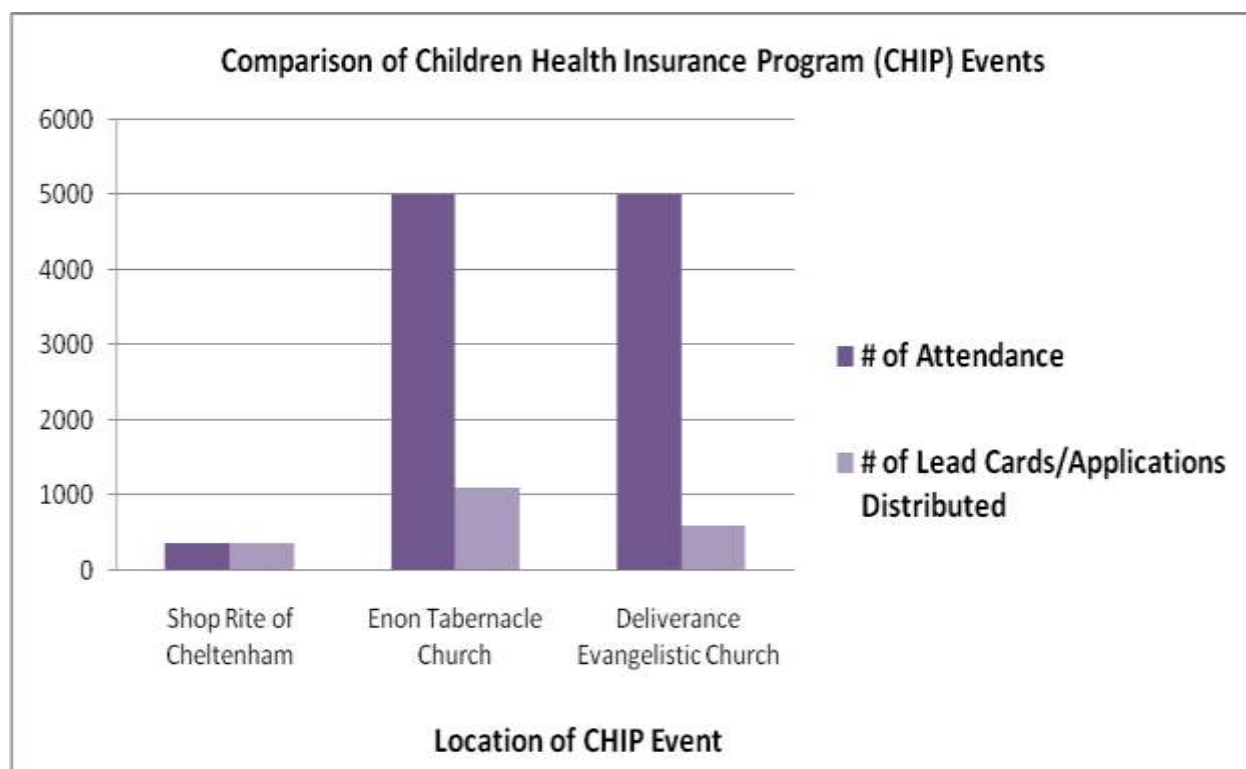 Comparison of Children Health Insurance Program (CHIP) Events
6000
5000
4000
3000
2000
1000
0
Shop Rite of
Cheltenham
Enon Tabernacle
Church
Deliverance
Evangelistic Church
Location of CHIP Event
# of Attendance
# of Lead Cards/Applications
Distributed